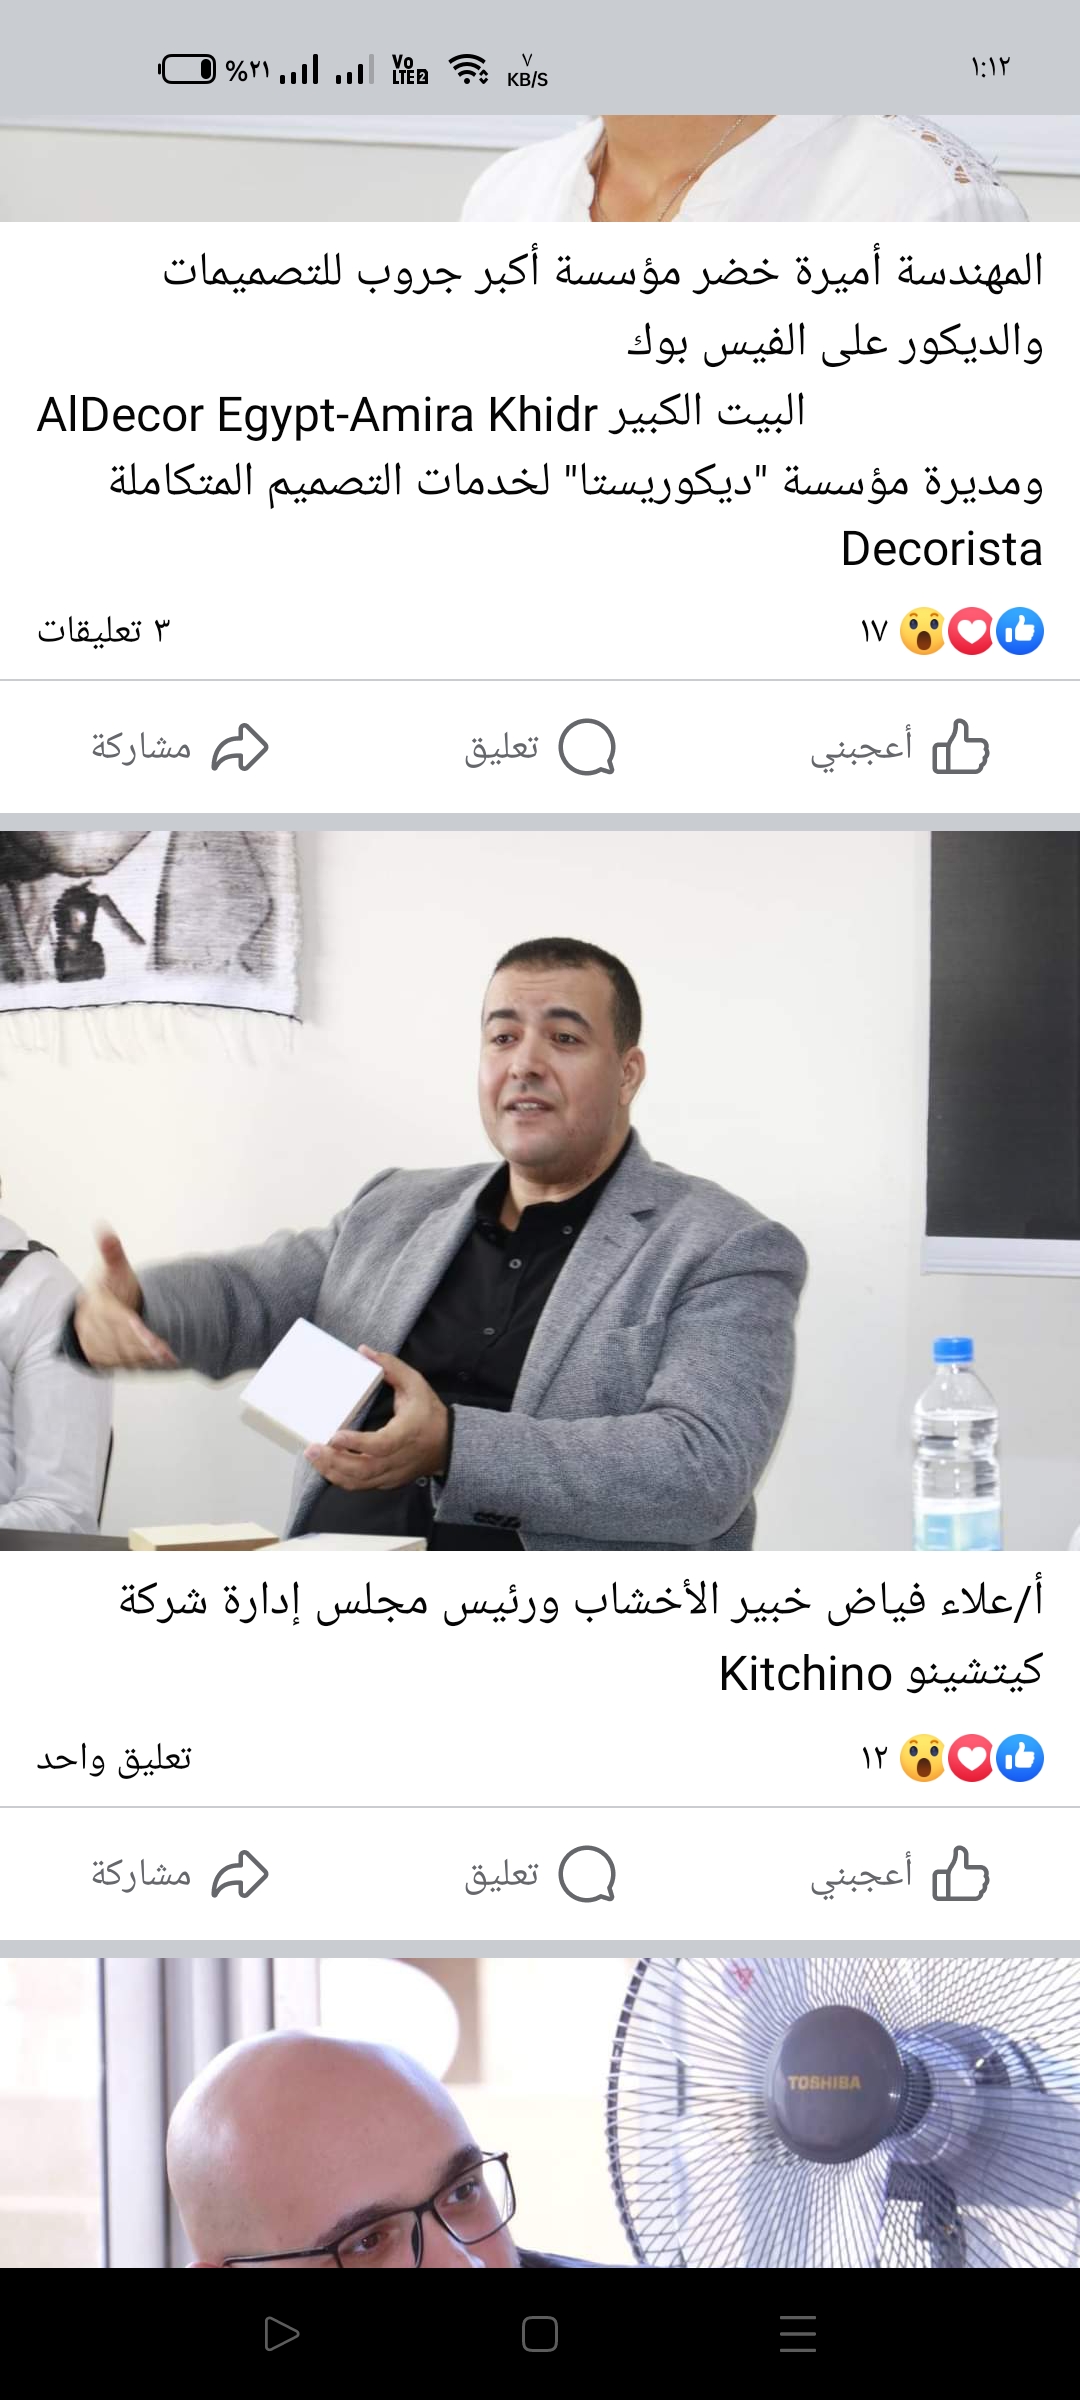 ١:١٢
%٢١ Vo LTE 2 ٧ KB/S
المهندسة أميرة خضر مؤسسة أكبر جروب للتصميمات
والديكور على الفيس بوك
AlDecor Egypt-Amira Khidr البيت الكبير
ومديرة مؤسسة "ديكوريستا" لخدمات التصميم المتكاملة
Decorista
١٧
٣ تعليقات
أعجبني تعليق مشاركة
أ/علاء فياض خبير الأخشاب ورئيس مجلس إدارة شركة
كيتشينو Kitchino
١٢
تعليق واحد
أعجبني تعليق مشاركة
TOSHIBA